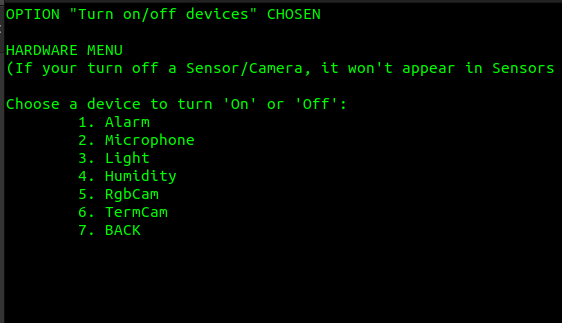 OPTION "Turn on/off devices" CHOSEN
HARDWARE MENU
(If your turn off a Sensor/Camera, it won't appear in Sensors
Choose a device to turn 'On' or 'Off':
1. Alarm
2. Microphone
3. Light
4. Humidity
5. RgbCam
6. TermCam
7. BACK